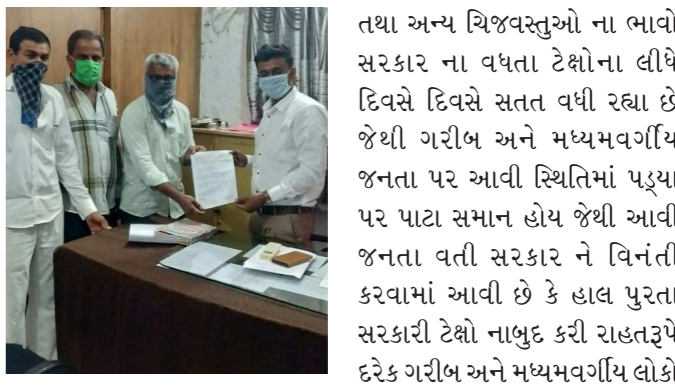 તથા અન્ય ચિજવસ્તુઓ ના ભાવો
સરકાર ના વધતા ટેક્ષોના લીધે
દિવસે દિવસે સતત વધી રહ્યા છે
જેથી ગરીબ અને મધ્યમવર્ગીય
જનતા પર આવી સ્થિતિમાં પડ્યા
પર પાટા સમાન હોય જેથી આવી
જનતા વતી સરકાર ને વિનંતી
કરવામાં આવી છે કે હાલ પુરતા
સરકારી ટેક્ષો નાબુદ કરી રાહતરૂપે
દરેક ગરીબ અને મધ્યમવર્ગીય લોકો